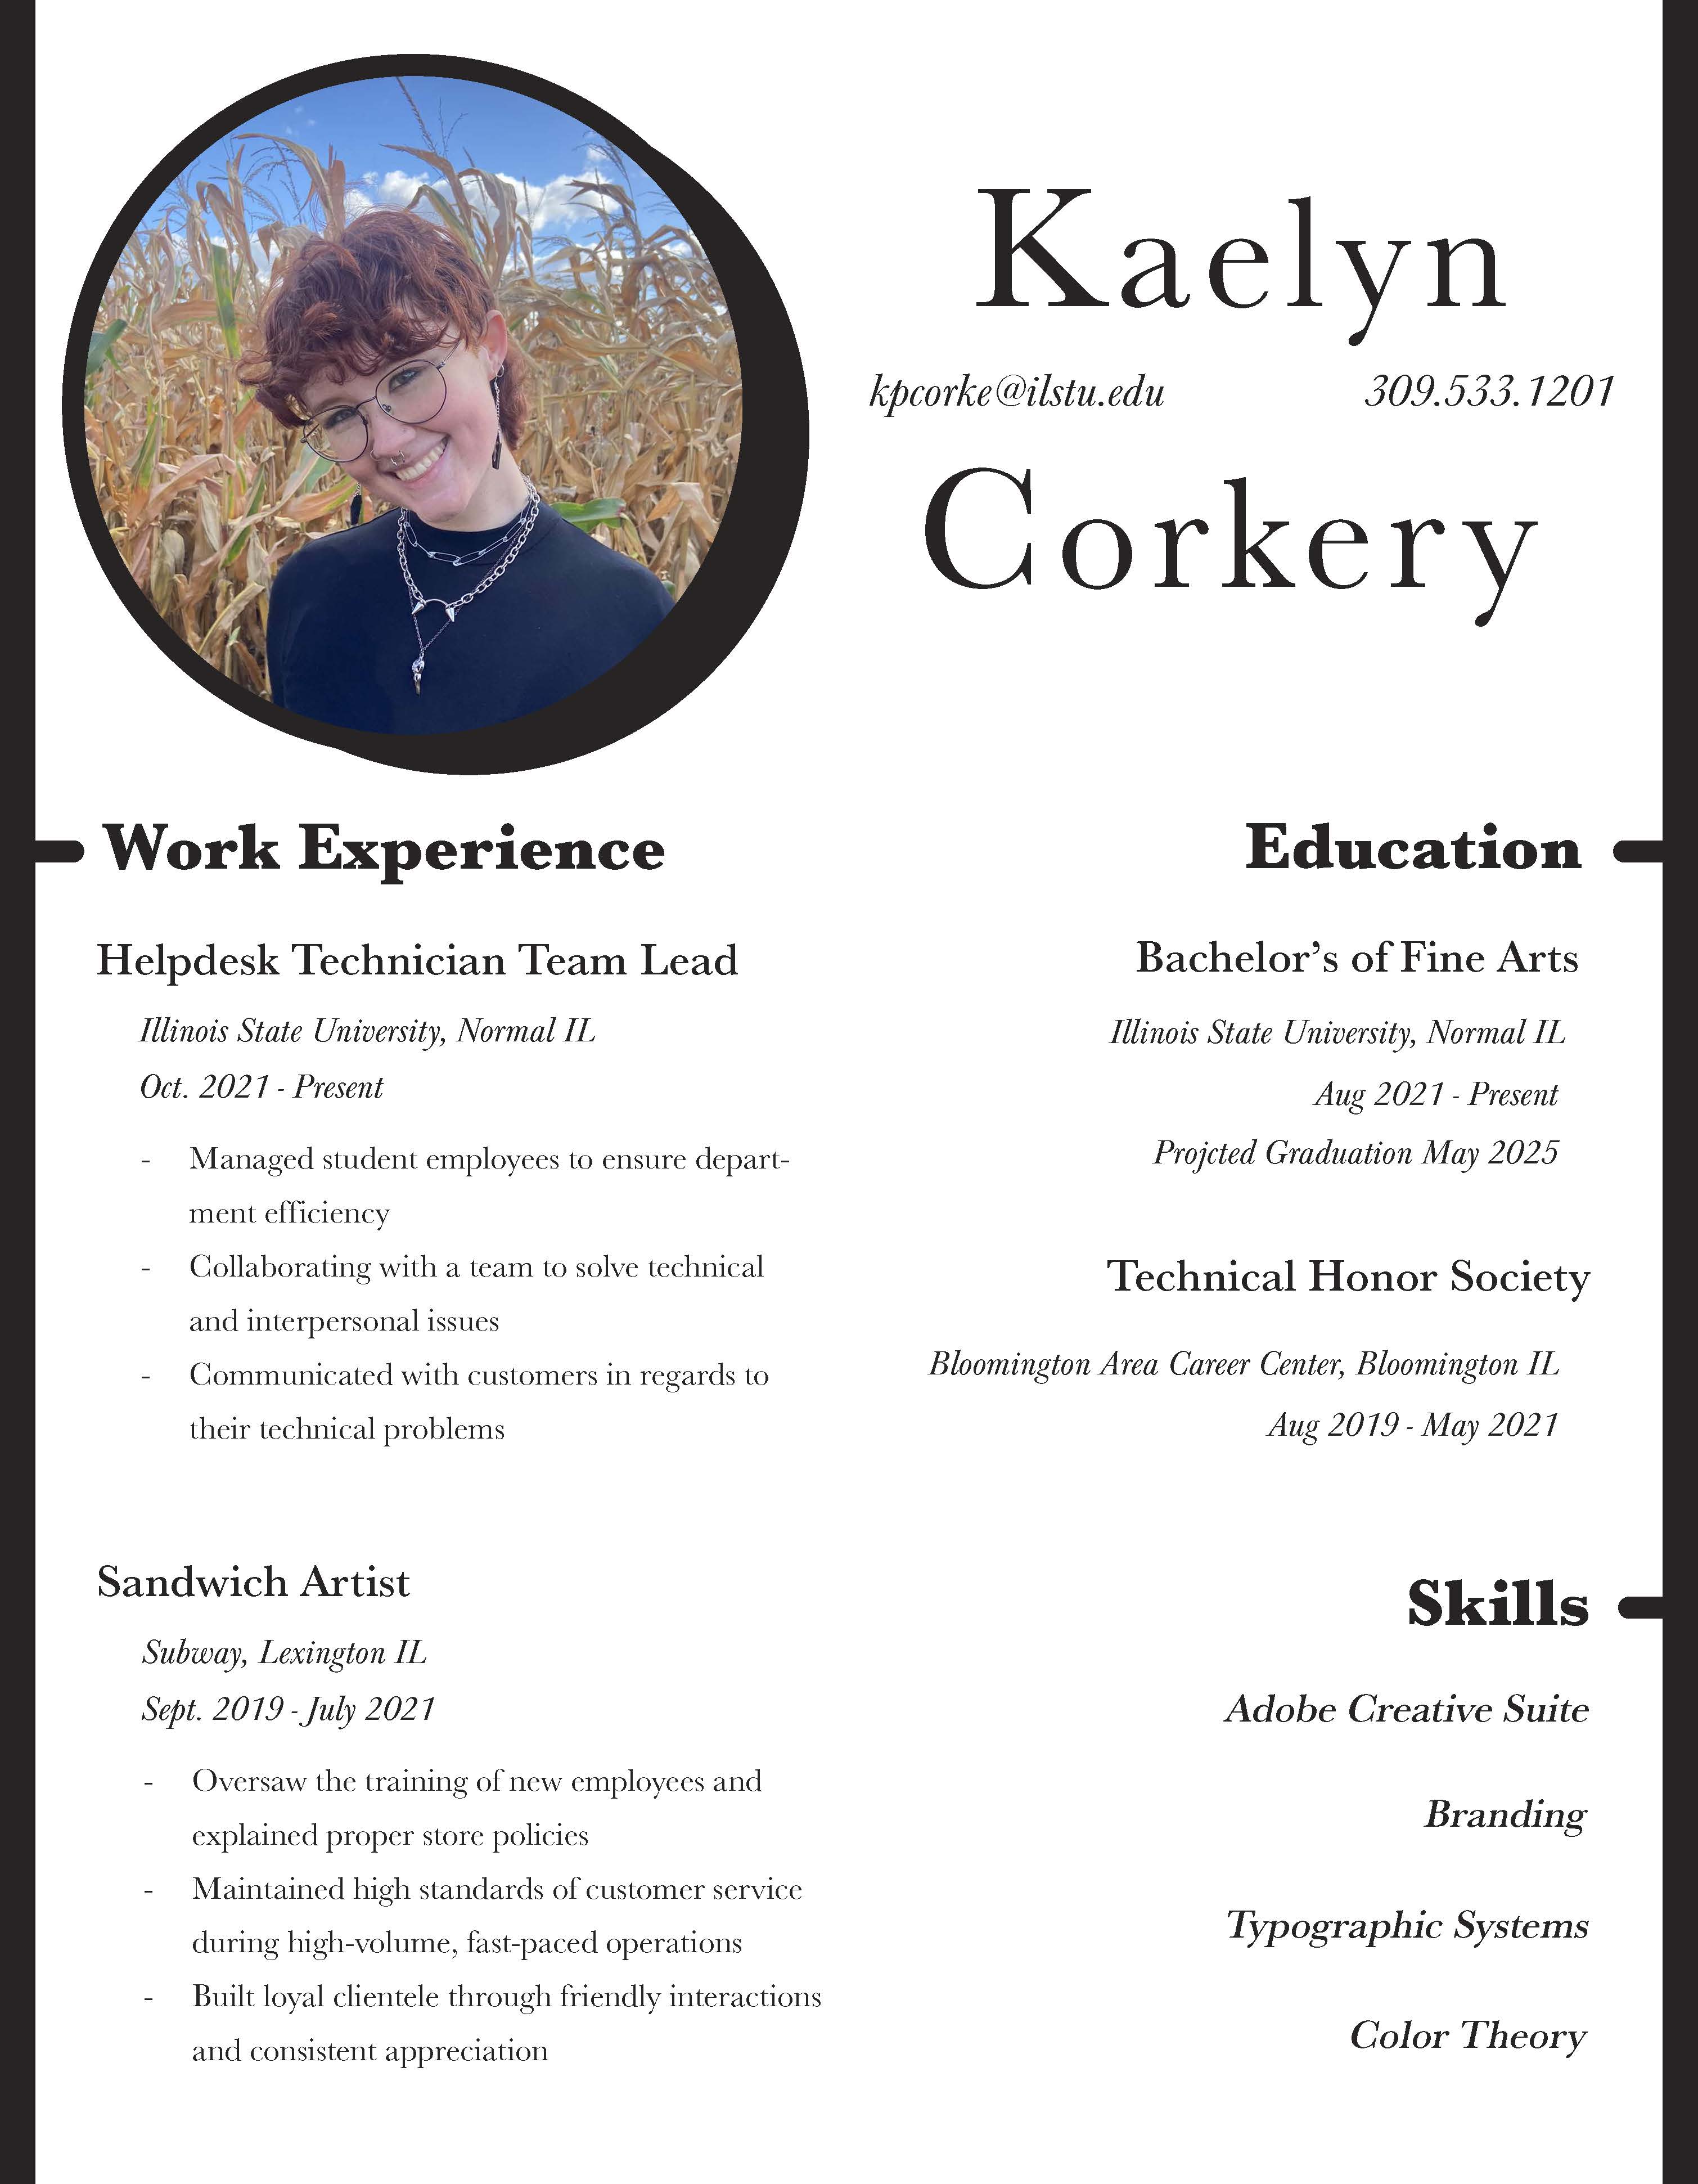 Kaelyn
kpcorke@ilstu.edu 309.533.1201
Corkery
Work Experience
Helpdesk Technician Team Lead
Illinois State University, Normal IL
Oct. 2021 - Present
- Managed student employees to ensure depart-
ment efficiency
- Collaborating with a team to solve technical
and interpersonal issues
- Communicated with customers in regards to
their technical problems
Sandwich Artist
Subway, Lexington IL
Sept. 2019 - July 2021
- Oversaw the training of new employees and
explained proper store policies
- Maintained high standards of customer service
during high-volume, fast-paced operations
- Built loyal clientele through friendly interactions
and consistent appreciation
Education
Bachelor’s of Fine Arts
Illinois State University, Normal IL
Aug 2021 - Present
Projcted Graduation May 2025
Technical Honor Society
Bloomington Area Career Center, Bloomington IL
Aug 2019 - May 2021
Skills
Adobe Creative Suite
Branding
Typographic Systems
Color Theory